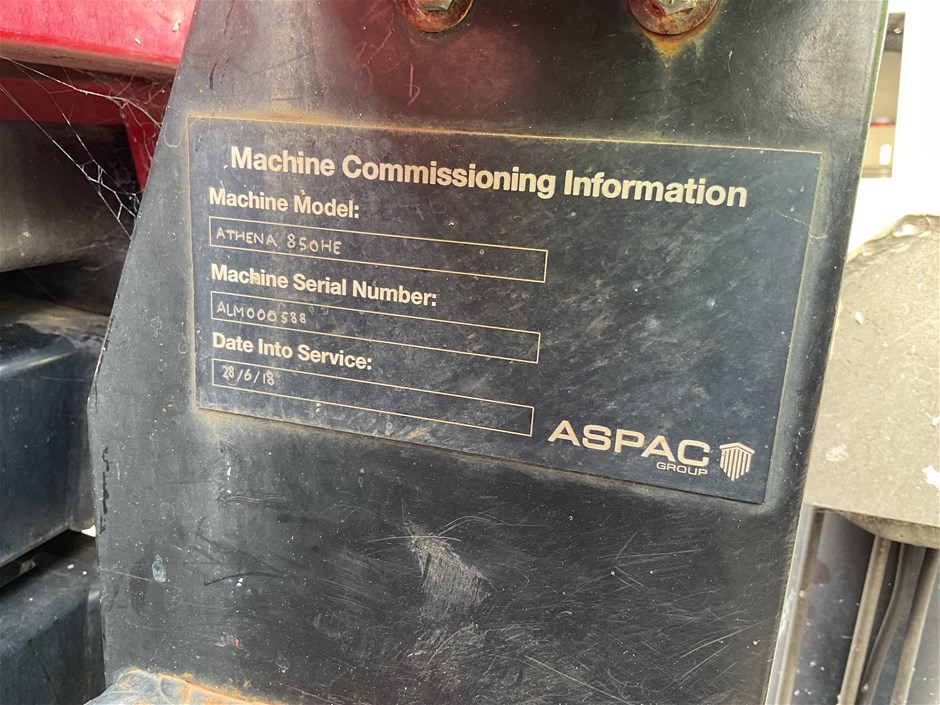 Machine Commissioning Information
Machine Model:
ATHENA 850HE
Machine Serial Number:
ALM000588
Date Into Service:
28/6/18
ASPAC
GROUP